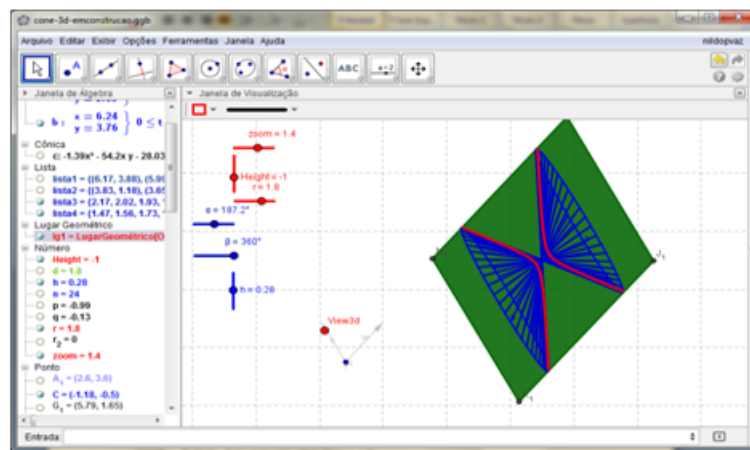 cone-3d-emconstrucao.ggb
Arquivo Editar Exibir Opções Ferramentas Janela Ajuda
nildopvaz
A
ABC
a=2
Janela de Álgebra
Janela de Visualização
b : x = 6.24
y = 3.76 } 0 ≤ t
Cônica
c: -1.39x² - 54.2x y - 28.03
Lista
lista1 = {(6.17, 3.88), (5.99
lista2 = {(3.83, 1.18), (3.65
lista3 = {(2.17, 2.02), (1.93,
lista4 = {(1.47, 1.56), (1.73,
Lugar Geométrico
lg1 = LugarGeométrico[O
Número
Height = -1
d = 1.8
h = 0.28
n = 24
p = -0.99
q = -0.13
r = 1.8
r₂ = 0
zoom = 1.4
Ponto
A₁ = (2.6, 3.6)
C = (-1.18, -0.5)
G₁ = (5.79, 1.65)
zoom = 1.4
Height = -1
r = 1.8
α = 187.2°
β = 360°
h = 0.28
View3d
Entrada: